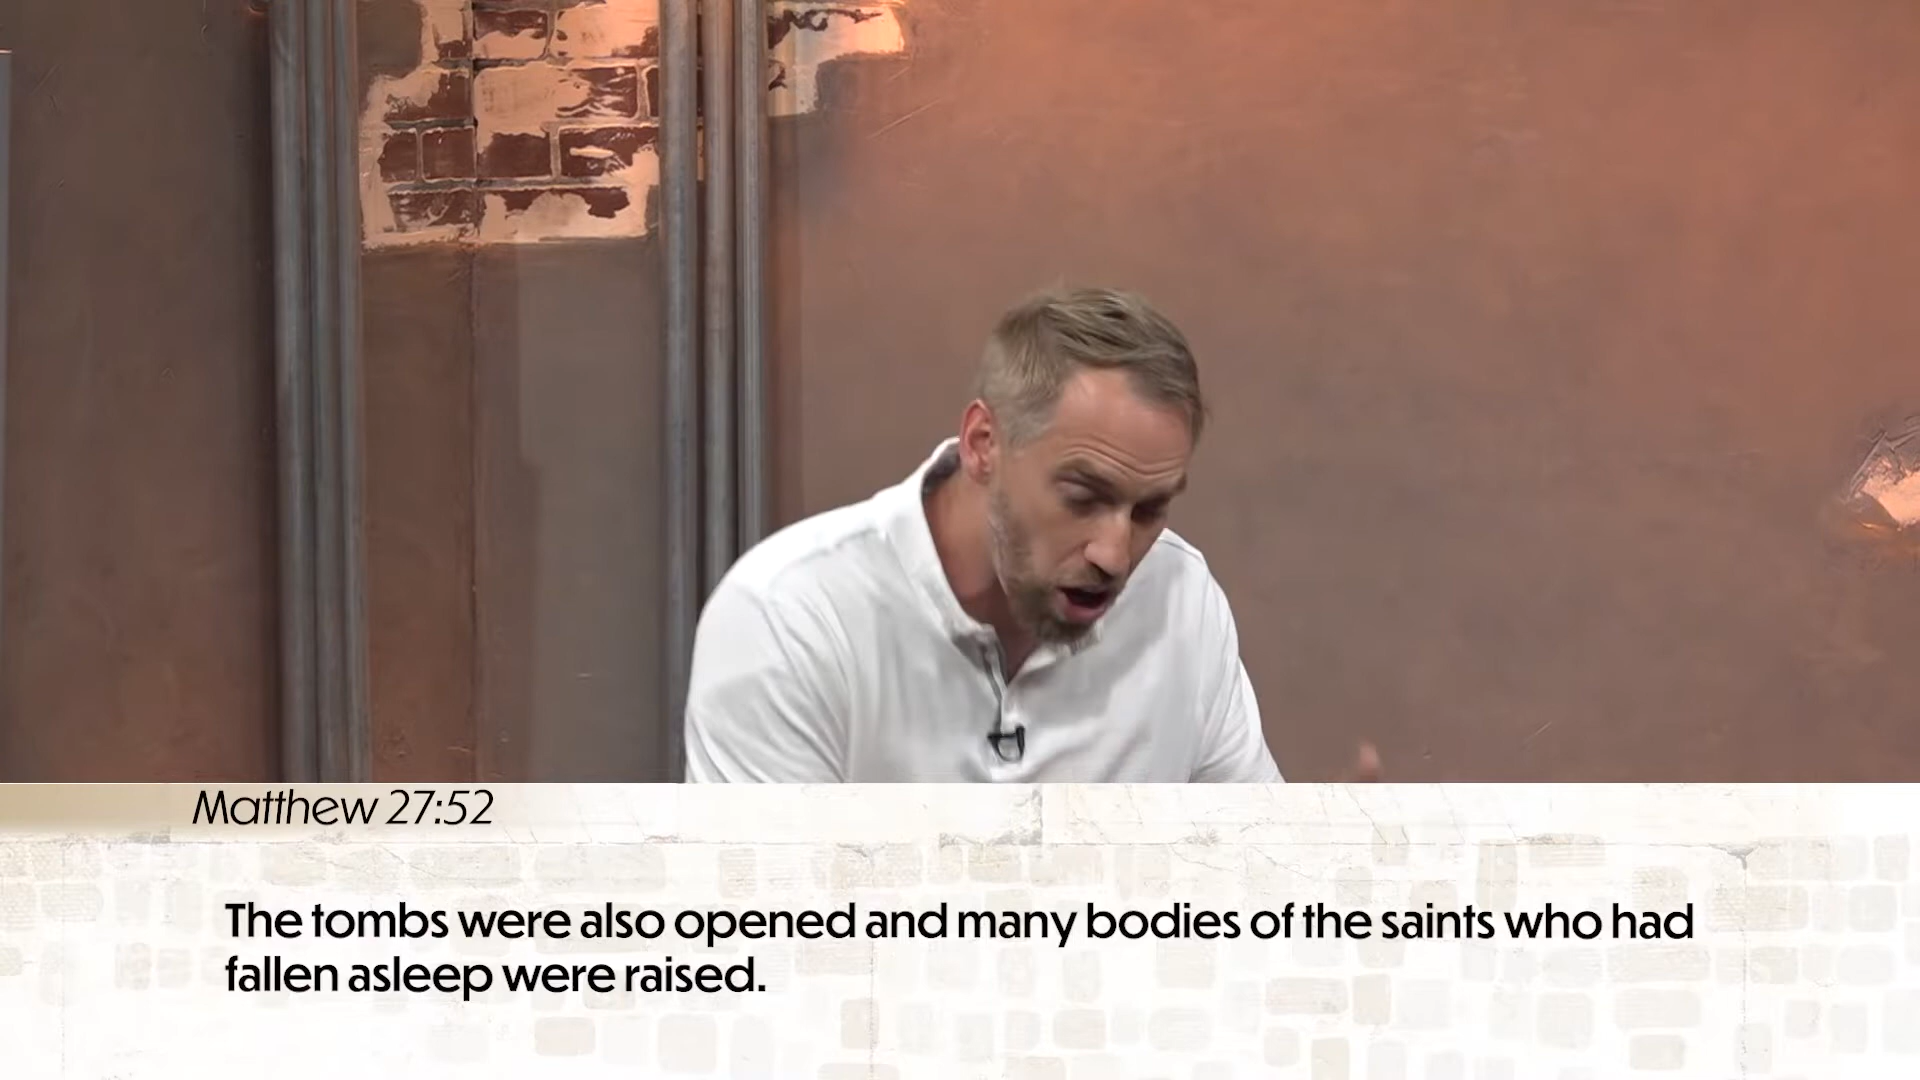 Matthew 27:52
The tombs were also opened and many bodies of the saints who had
fallen asleep were raised.